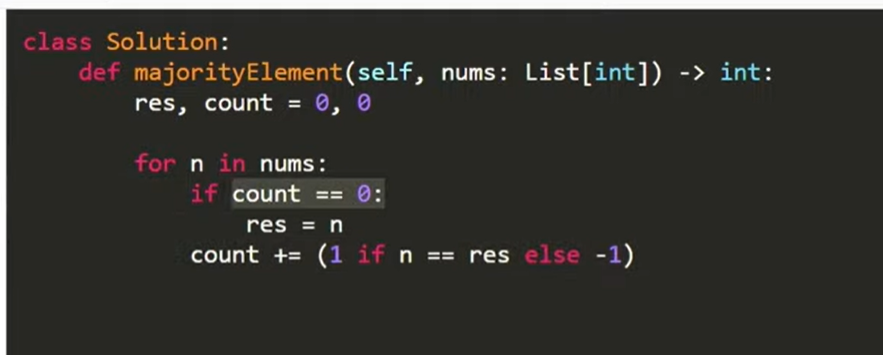 class Solution:
    def majorityElement(self, nums: List[int]) -> int:
        res, count = 0, 0
        for n in nums:
            if count == 0:
                res = n
            count += (1 if n == res else -1)